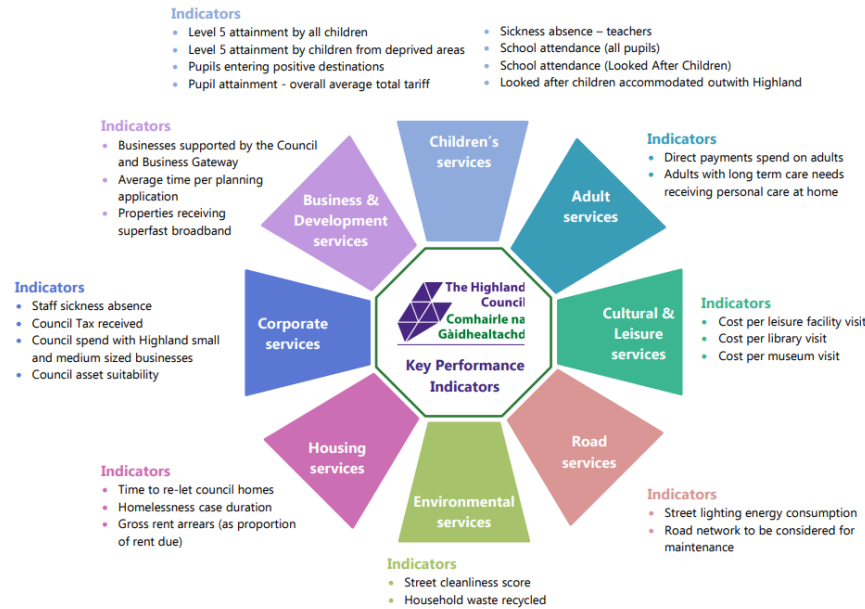 Indicators
• Level 5 attainment by all children
• Level 5 attainment by children from deprived areas
• Pupils entering positive destinations
• Pupil attainment - overall average total tariff
• Sickness absence – teachers
• School attendance (all pupils)
• School attendance (Looked After Children)
• Looked after children accommodated outwith Highland
Children's
services
Indicators
• Direct payments spend on adults
• Adults with long term care needs
receiving personal care at home
Adult
services
Indicators
• Cost per leisure facility visit
• Cost per library visit
• Cost per museum visit
Cultural &
Leisure
services
Indicators
• Street lighting energy consumption
• Road network to be considered for
maintenance
Road
services
Indicators
• Street cleanliness score
• Household waste recycled
Environmental
services
Indicators
• Time to re-let council homes
• Homelessness case duration
• Gross rent arrears (as proportion
of rent due)
Housing
services
Indicators
• Staff sickness absence
• Council Tax received
• Council spend with Highland small
and medium sized businesses
• Council asset suitability
Corporate
services
Indicators
• Businesses supported by the Council
and Business Gateway
• Average time per planning
application
• Properties receiving
superfast broadband
Business &
Development
services
The Highland
Council
Comhairle na
Gàidhealtachd
Key Performance
Indicators